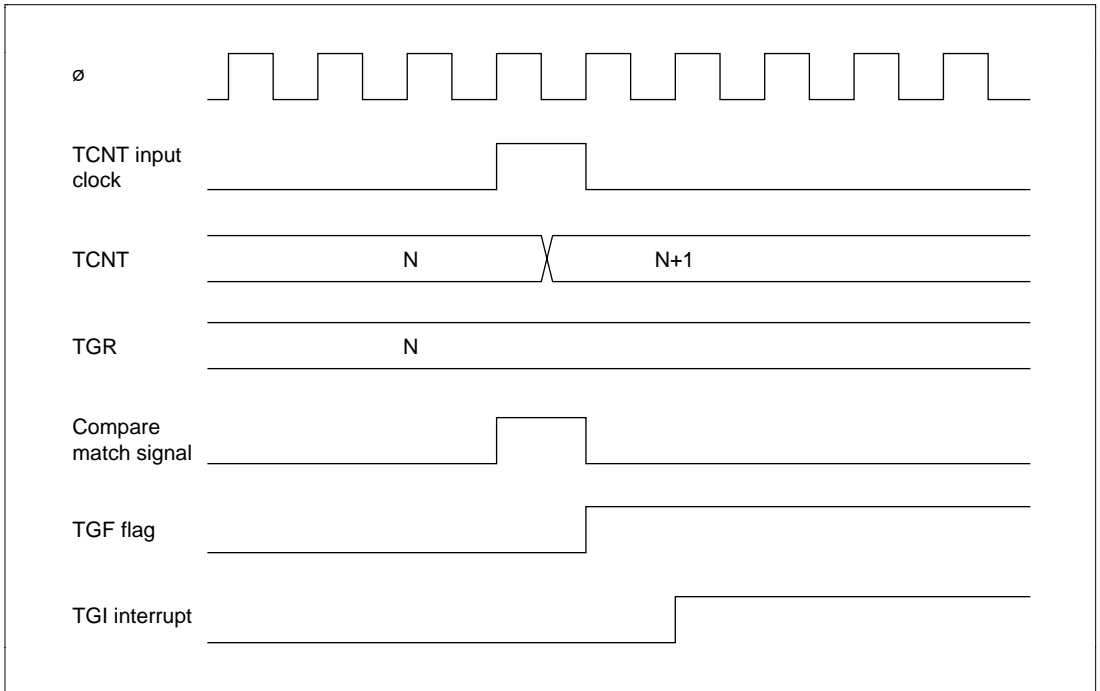 ø
TCNT input
clock
TCNT
N
N+1
TGR
N
Compare
match signal
TGF flag
TGI interrupt